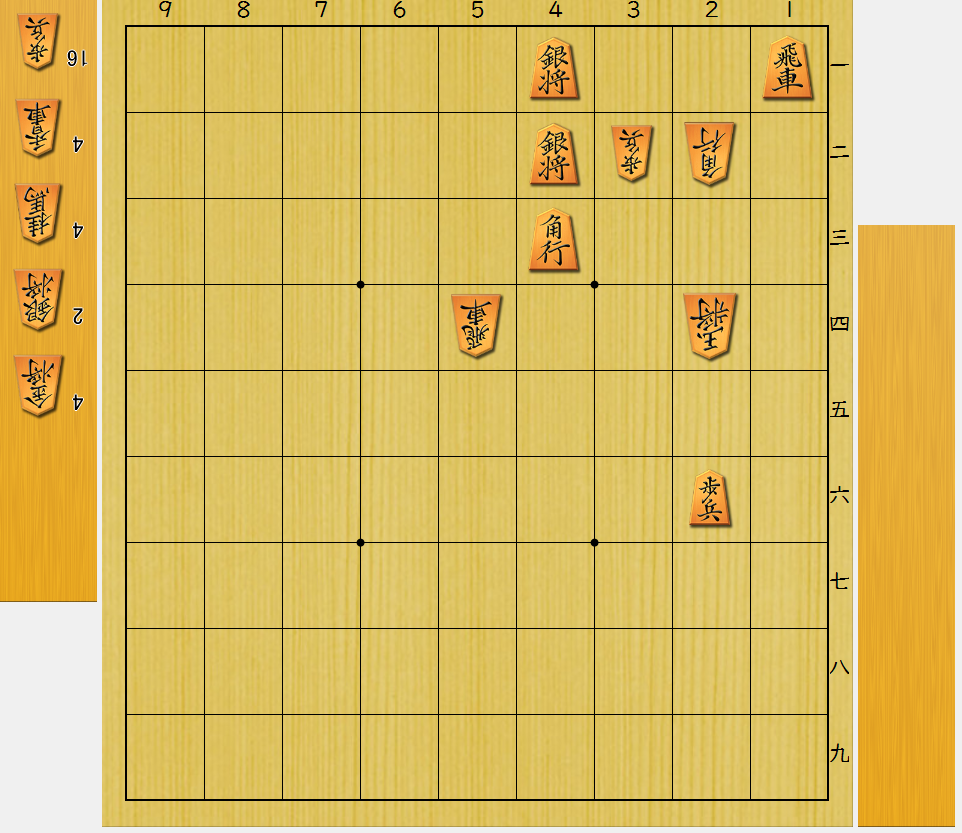 9 8 7 6 5 4 3 2 1
歩兵 16
香車 4
桂馬 4
銀将 2
金将 4
銀将 飛車 一
銀将 歩兵 角行 二
角行 三
飛車 玉将 四
五
歩兵 六
七
八
九